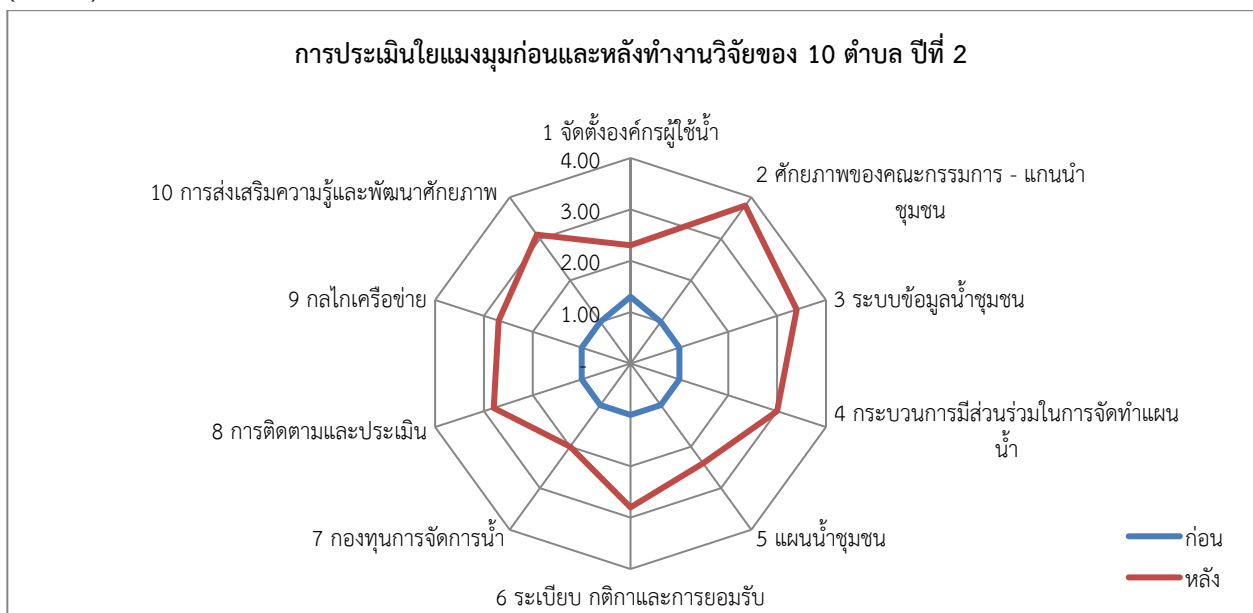 การประเมินใยแมงมุมก่อนและหลังทำงานวิจัยของ 10 ตำบล ปีที่ 2
1 จัดตั้งองค์กรผู้ใช้น้ำ
4.00
2 ศักยภาพของคณะกรรมการ - แกนนำ
ชุมชน
10 การส่งเสริมความรู้และพัฒนาศักยภาพ
3.00
2.00
9 กลไกเครือข่าย
3 ระบบข้อมูลน้ำชุมชน
1.00
-
4 กระบวนการมีส่วนร่วมในการจัดทำแผน
น้ำ
8 การติดตามและประเมิน
7 กองทุนการจัดการน้ำ
5 แผนน้ำชุมชน
ก่อน
หลัง
6 ระเบียบ กติกาและการยอมรับ